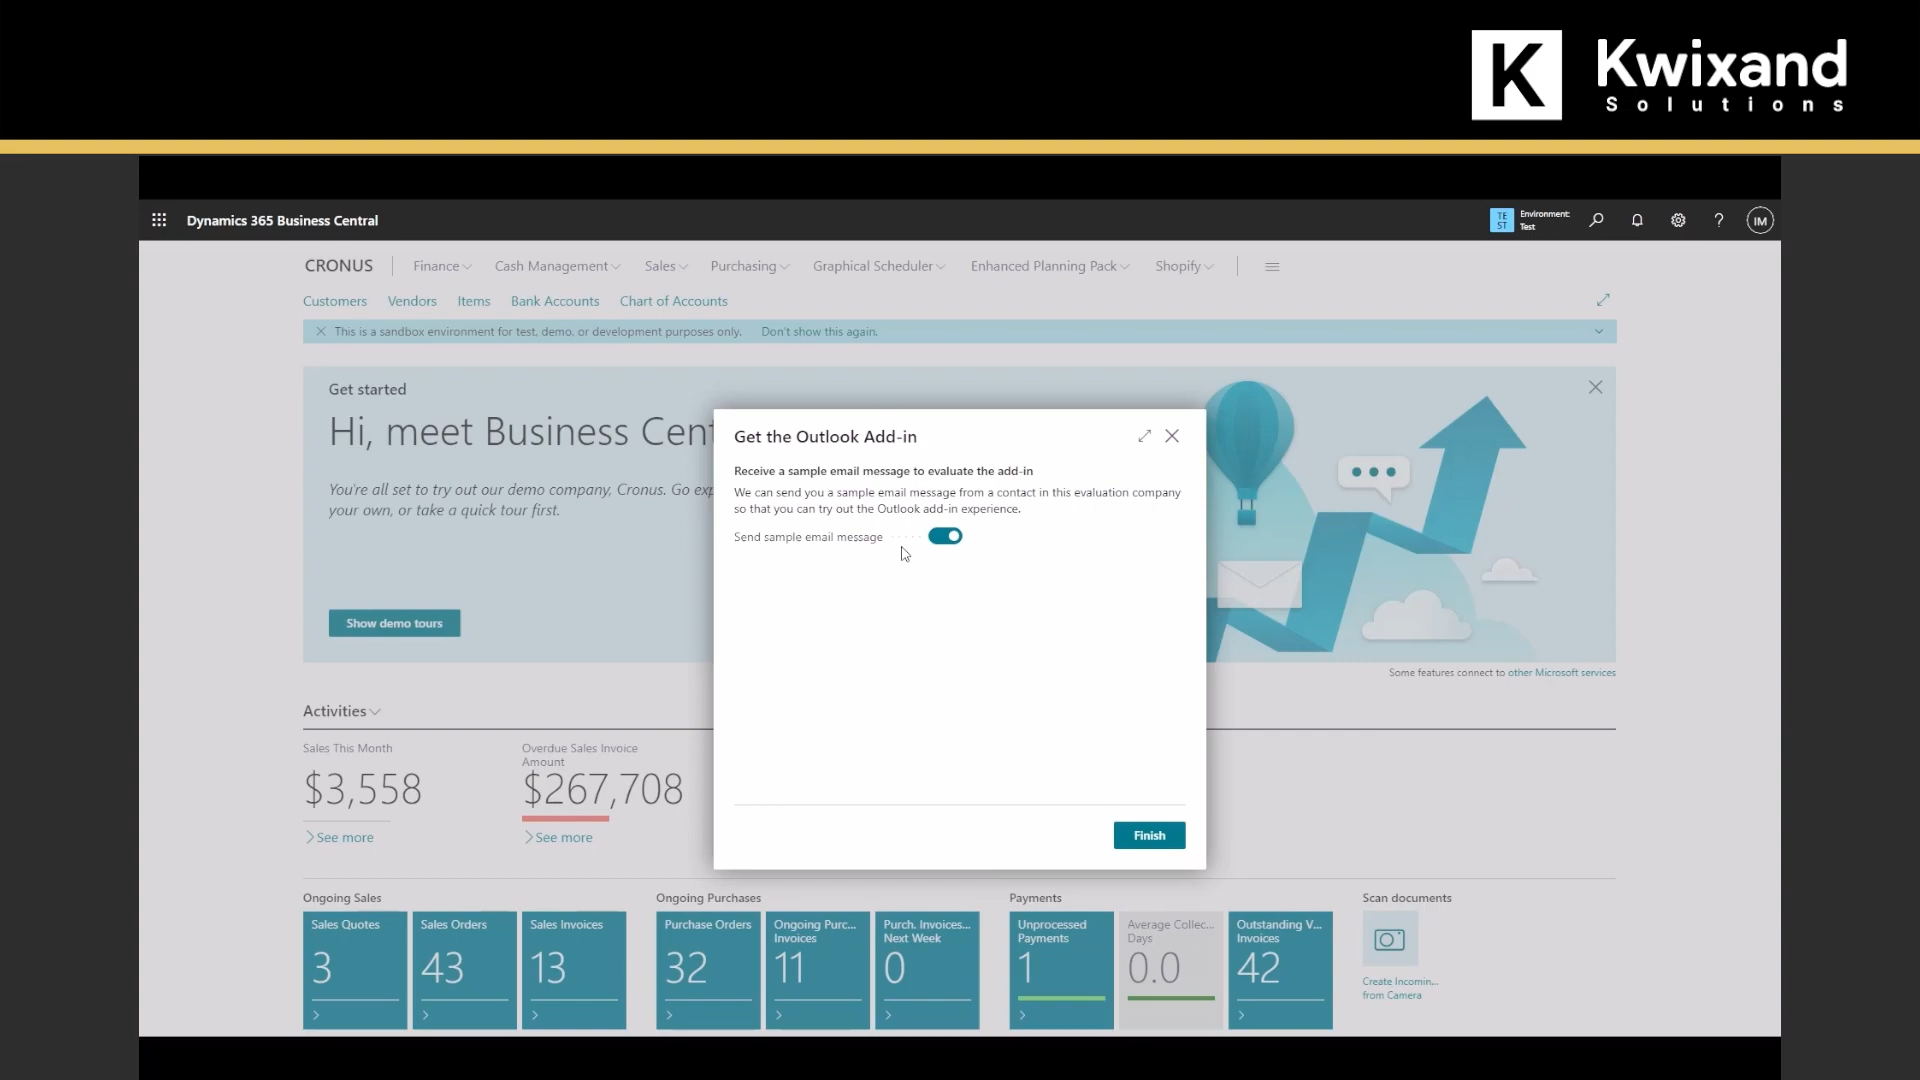 K Kwixand
Solutions
Dynamics 365 Business Central
TE
ST
Environment:
Test
IM
CRONUS
Finance Cash Management Sales Purchasing Graphical Scheduler Enhanced Planning Pack Shopify
Customers Vendors Items Bank Accounts Chart of Accounts
This is a sandbox environment for test, demo, or development purposes only. Don't show this again.
Get started
Hi, meet Business Cent
You're all set to try out our demo company, Cronus. Go exp
your own, or take a quick tour first.
Show demo tours
Get the Outlook Add-in
Receive a sample email message to evaluate the add-in
We can send you a sample email message from a contact in this evaluation company
so that you can try out the Outlook add-in experience.
Send sample email message
Finish
Some features connect to other Microsoft services
Activities
Sales This Month
$3,558
See more
Overdue Sales Invoice
Amount
$267,708
See more
Ongoing Sales
Sales Quotes
3
Sales Orders
43
Sales Invoices
13
Ongoing Purchases
Purchase Orders
32
Ongoing Purc...
Invoices
11
Purch. Invoices...
Next Week
0
Payments
Unprocessed
Payments
1
Average Collec...
Days
0.0
Outstanding V...
Invoices
42
Scan documents
Create Incomin...
from Camera